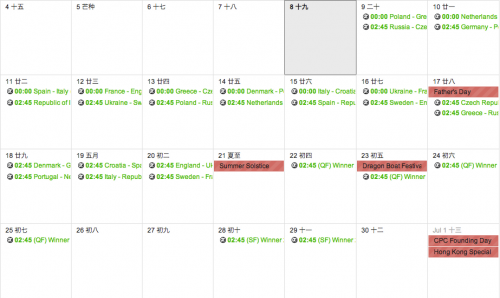 4 十五
5 芒种
6 十七
7 十八
8 十九
9 二十
00:00 Poland - Gre
02:45 Russia - Cze
10 廿一
00:00 Netherlands
02:45 Germany - P
11 廿二
00:00 Spain - Italy
02:45 Republic of I
12 廿三
00:00 France - Eng
02:45 Ukraine - Sw
13 廿四
00:00 Greece - Cze
02:45 Poland - Rus
14 廿五
00:00 Denmark - Po
02:45 Netherlands
15 廿六
00:00 Italy - Croatia
02:45 Spain - Repu
16 廿七
00:00 Ukraine - Fra
02:45 Sweden - En
17 廿八
Father's Day
02:45 Czech Repu
02:45 Greece - Rus
18 廿九
02:45 Denmark - G
02:45 Portugal - Ne
19 五月
02:45 Croatia - Spa
02:45 Italy - Republ
20 初二
02:45 England - Uk
02:45 Sweden - Fra
21 夏至
Summer Solstice
22 初四
02:45 (QF) Winner
23 初五
Dragon Boat Festival
02:45 (QF) Winner
24 初六
02:45 (QF) Winner
25 初七
02:45 (QF) Winner
26 初八
27 初九
28 初十
02:45 (SF) Winner
29 十一
02:45 (SF) Winner
30 十二
Jul 1 十三
CPC Founding Day
Hong Kong Special